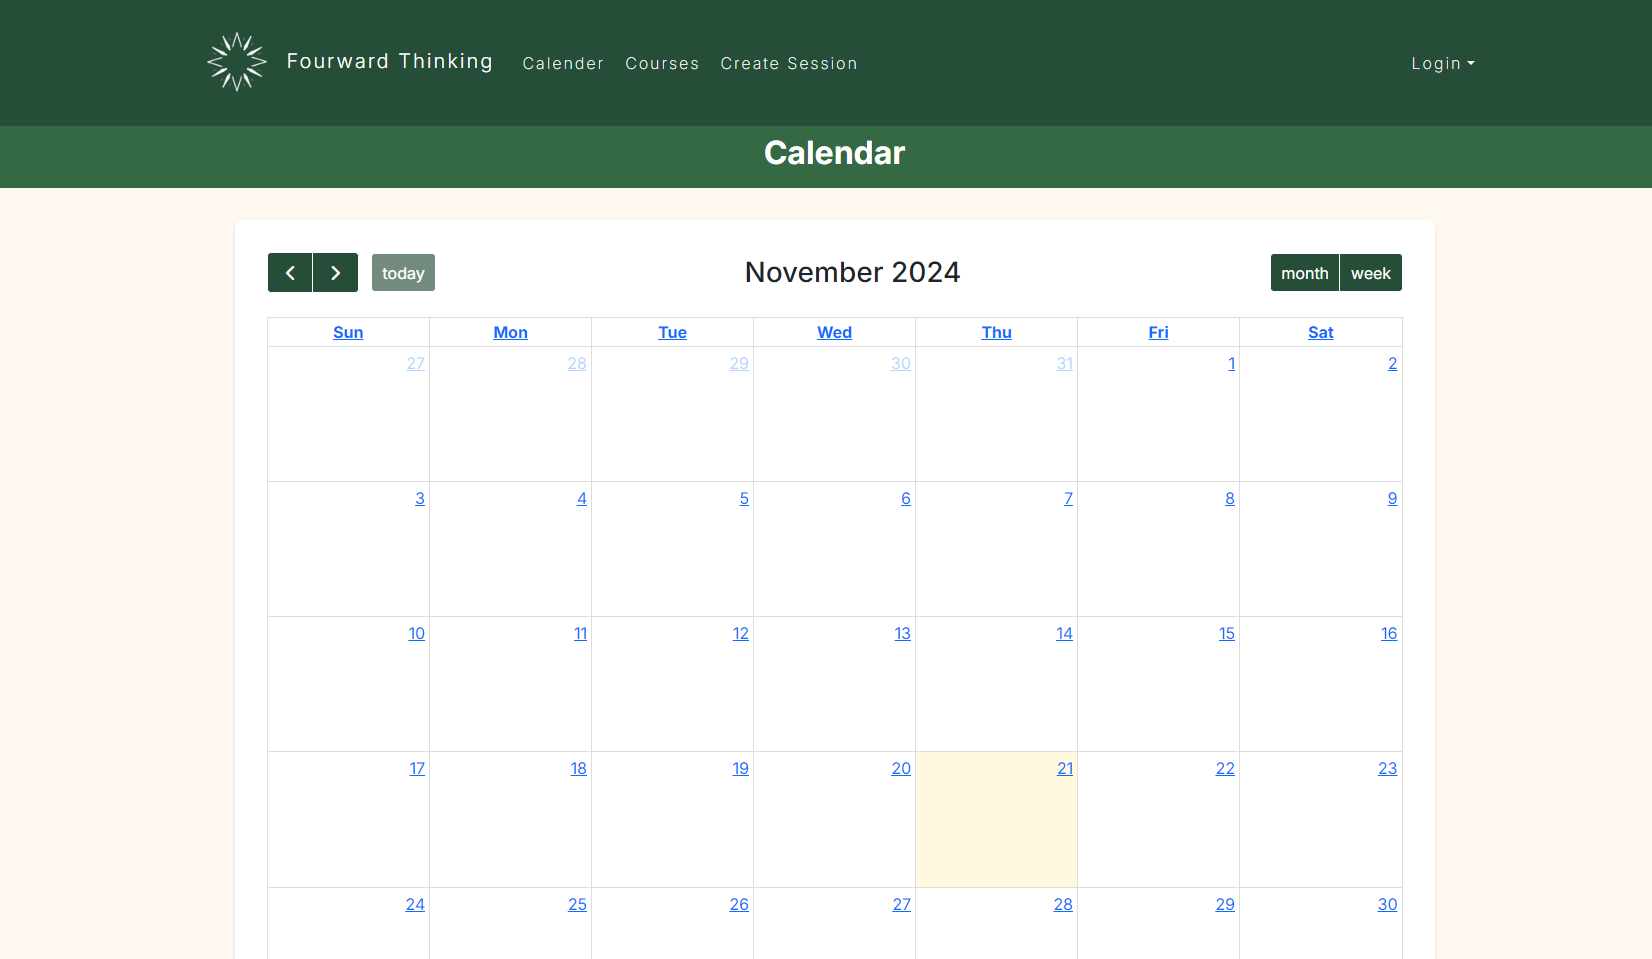 Fourward Thinking Calender Courses Create Session Login
Calendar
today November 2024 month week
Sun Mon Tue Wed Thu Fri Sat
27 28 29 30 31 1 2
3 4 5 6 7 8 9
10 11 12 13 14 15 16
17 18 19 20 21 22 23
24 25 26 27 28 29 30